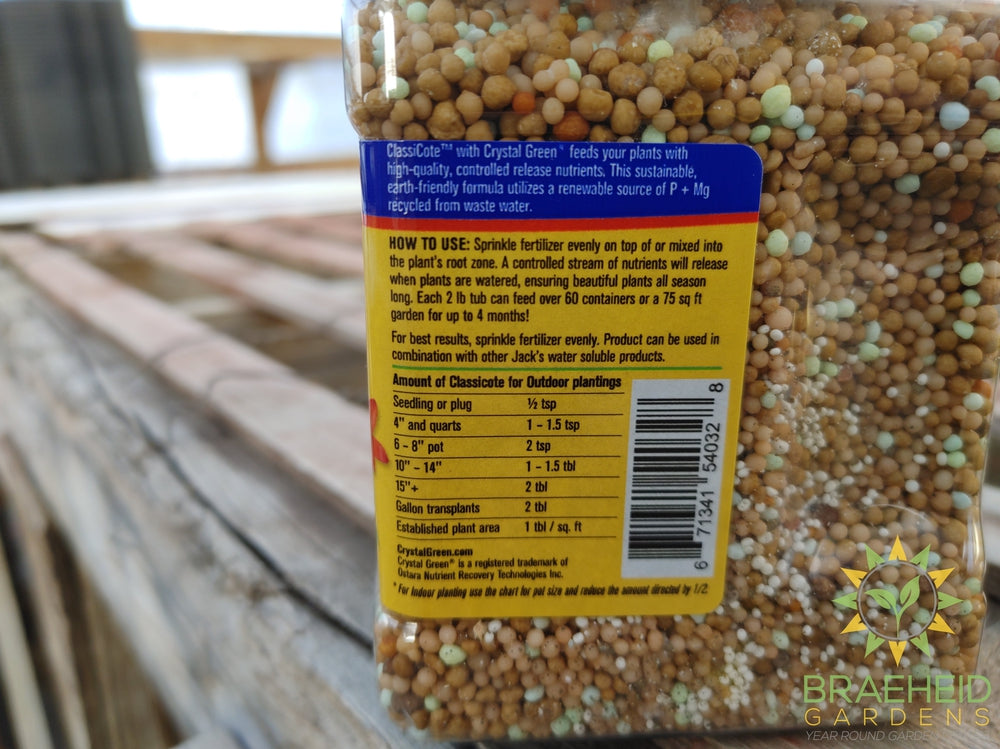 ClassiCote™ with Crystal Green® feeds your plants with
high-quality, controlled release nutrients. This sustainable,
earth-friendly formula utilizes a renewable source of P + Mg
recycled from waste water.
HOW TO USE: Sprinkle fertilizer evenly on top of or mixed into
the plant's root zone. A controlled stream of nutrients will release
when plants are watered, ensuring beautiful plants all season
long. Each 2 lb tub can feed over 60 containers or a 75 sq ft
garden for up to 4 months!
For best results, sprinkle fertilizer evenly. Product can be used in
combination with other Jack's water soluble products.
Amount of Classicote for Outdoor plantings
Seedling or plug ½ tsp
4" and quarts 1 - 1.5 tsp
6 - 8" pot 2 tsp
10" - 14" 1 - 1.5 tbl
15"+ 2 tbl
Gallon transplants 2 tbl
Established plant area 1 tbl / sq. ft
CrystalGreen.com
Crystal Green® is a registered trademark of
Ostara Nutrient Recovery Technologies Inc.
* For Indoor planting use the chart for pot size and reduce the amount directed by 1/2.
6 71341 54032 8
BRAEHEID
GARDENS
YEAR ROUND GARDEN